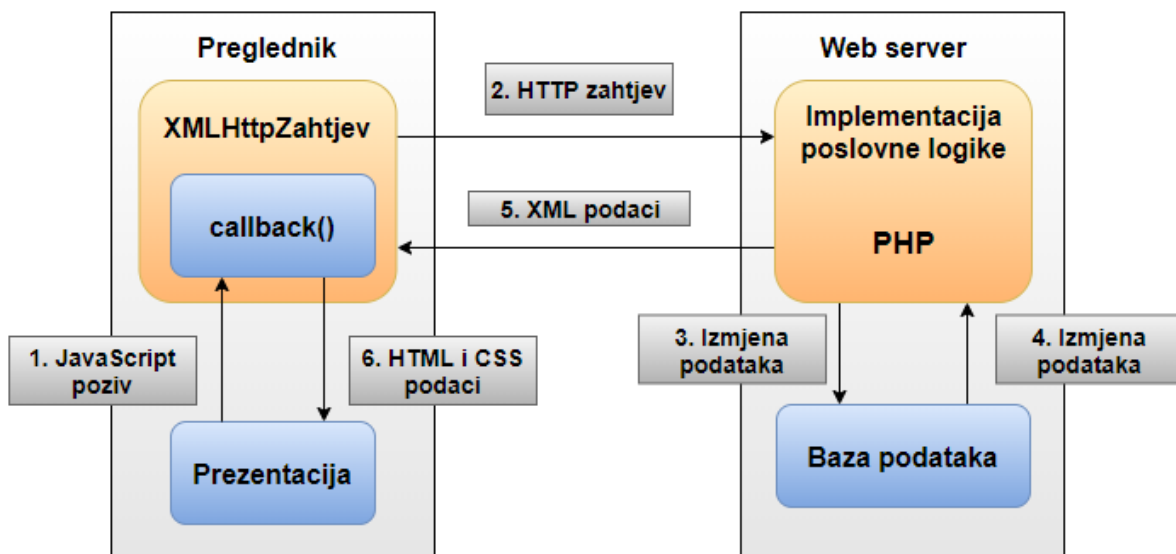 Preglednik
XMLHttpZahtjev
callback()
1. JavaScript
poziv
6. HTML i CSS
podaci
Prezentacija
2. HTTP zahtjev
5. XML podaci
Web server
Implementacija
poslovne logike
PHP
3. Izmjena
podataka
4. Izmjena
podataka
Baza podataka